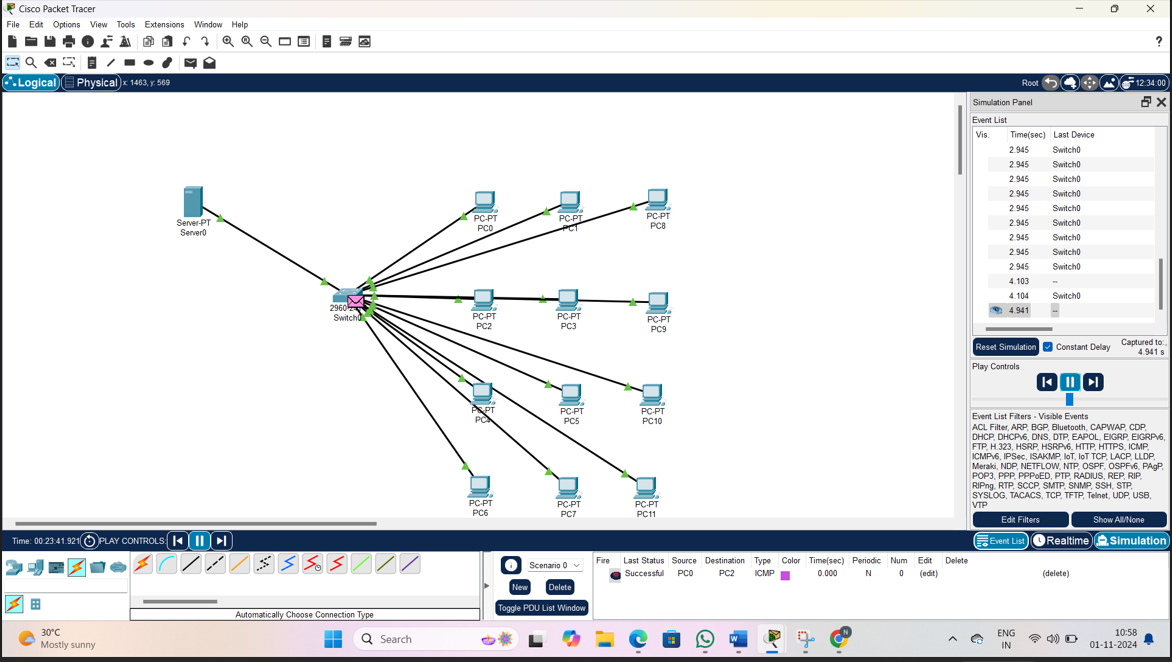 Cisco Packet Tracer
File Edit Options View Tools Extensions Window Help
?
Logical Physical x: 1463, y: 569
Root 12:34:00
Simulation Panel
Event List
Vis. Time(sec) Last Device
2.945 Switch0
2.945 Switch0
2.945 Switch0
2.945 Switch0
2.945 Switch0
2.945 Switch0
2.945 Switch0
2.945 Switch0
2.945 Switch0
4.103 --
4.104 Switch0
4.941 --
Reset Simulation Constant Delay Captured to:
4.941 s
Play Controls
Event List Filters - Visible Events
ACL Filter, ARP, BGP, Bluetooth, CAPWAP, CDP,
DHCP, DHCPv6, DNS, DTP, EAPOL, EIGRP, EIGRPv6,
FTP, H.323, HSRP, HSRPv6, HTTP, HTTPS, ICMP,
ICMPv6, IPSec, ISAKMP, IoT, IoT TCP, LACP, LLDP,
Meraki, NDP, NETFLOW, NTP, OSPF, OSPFv6, PAgP,
POP3, PPP, PPPoED, PTP, RADIUS, REP, RIP,
RIPng, RTP, SCCP, SMTP, SNMP, SSH, STP,
SYSLOG, TACACS, TCP, TFTP, Telnet, UDP, USB,
VTP
Edit Filters Show All/None
Event List Realtime Simulation
Server-PT
Server0
Switch0
PC-PT
PC0
PC-PT
PC1
PC-PT
PC8
PC-PT
PC2
PC-PT
PC3
PC-PT
PC9
PC-PT
PC4
PC-PT
PC5
PC-PT
PC10
PC-PT
PC6
PC-PT
PC7
PC-PT
PC11
Time: 00:23:41.921 PLAY CONTROLS:
Automatically Choose Connection Type
Scenario 0
New Delete
Toggle PDU List Window
Fire Last Status Source Destination Type Color Time(sec) Periodic Num Edit Delete
Successful PC0 PC2 ICMP 0.000 N 0 (edit) (delete)
30°C
Mostly sunny
Search
N
ENG
IN
10:58
01-11-2024